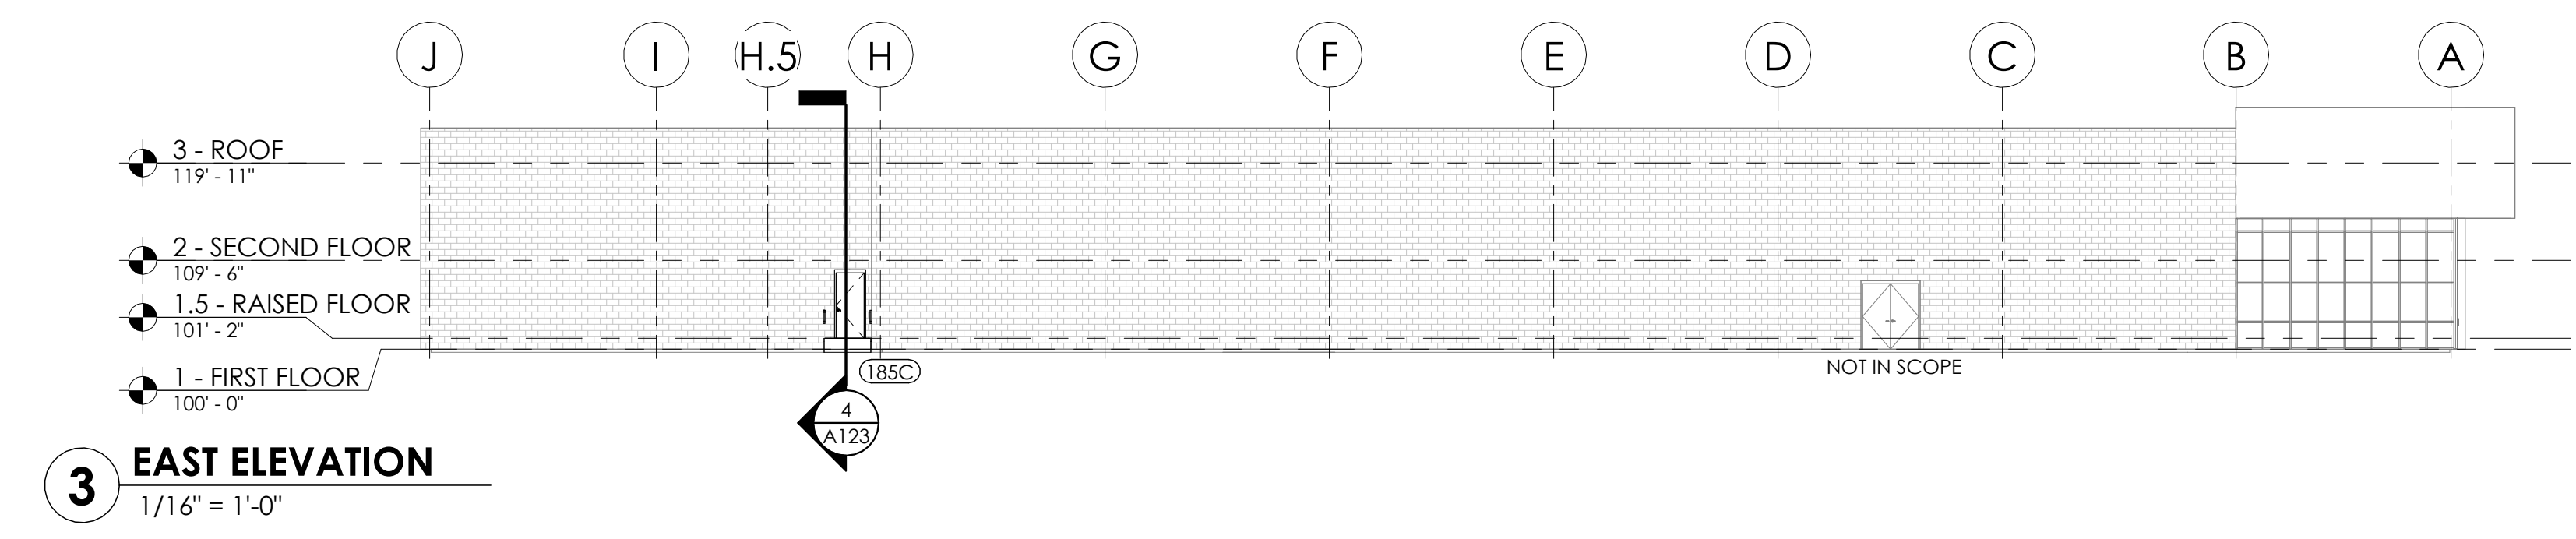 J I H.5 H G F E D C B A
3 - ROOF
119' - 11"
2 - SECOND FLOOR
109' - 6"
1.5 - RAISED FLOOR
101' - 2"
1 - FIRST FLOOR
100' - 0"
185C
NOT IN SCOPE
4
A123
3 EAST ELEVATION
1/16" = 1'-0"